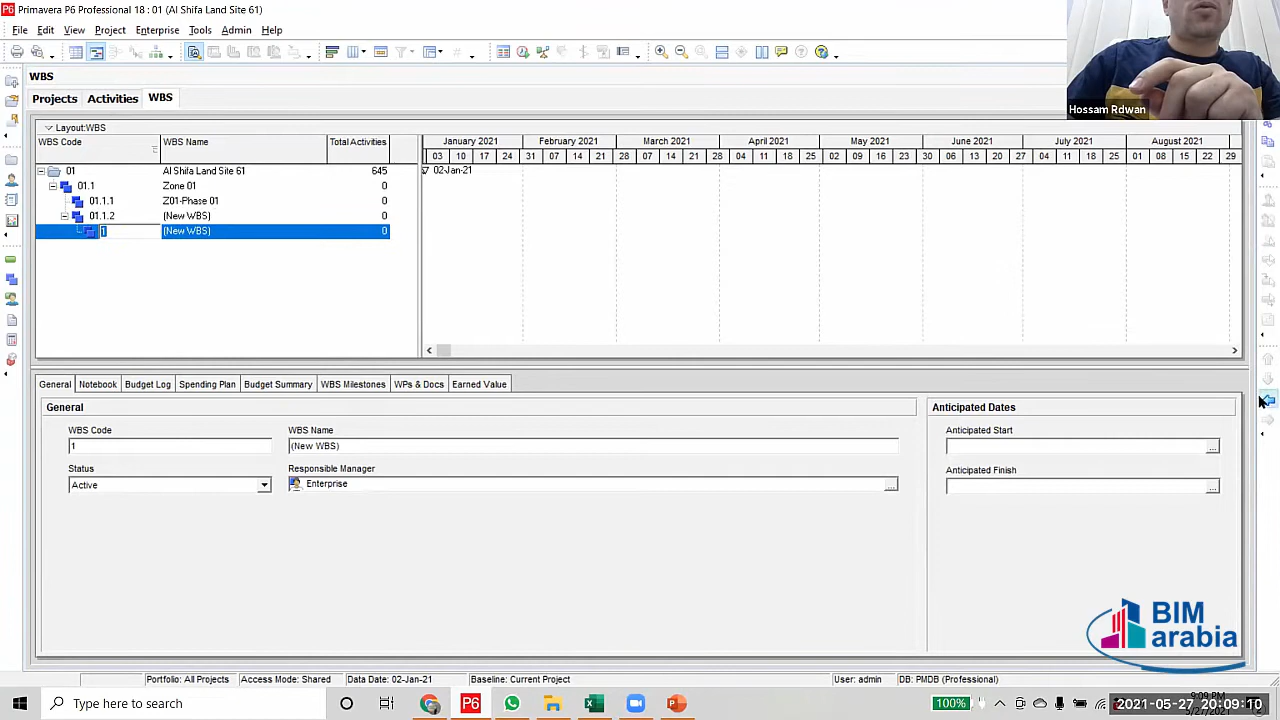 Primavera P6 Professional 18 : 01 (Al Shifa Land Site 61)
File Edit View Project Enterprise Tools Admin Help
WBS
Hossam Rdwan
Projects Activities WBS
Layout:WBS
WBS Code WBS Name Total Activities
January 2021 February 2021 March 2021 April 2021 May 2021 June 2021 July 2021 August 2021
03 10 17 24 31 07 14 21 28 07 14 21 28 04 11 18 25 02 09 16 23 30 06 13 20 27 04 11 18 25 01 08 15 22 29
01 Al Shifa Land Site 61 645 02-Jan-21
01.1 Zone 01 0
01.1.1 Z01-Phase 01 0
01.1.2 (New WBS) 0
1 (New WBS) 0
General Notebook Budget Log Spending Plan Budget Summary WBS Milestones WPs & Docs Earned Value
General Anticipated Dates
WBS Code WBS Name Anticipated Start
1 (New WBS) ...
Status Responsible Manager Anticipated Finish
Active Enterprise ... ...
BIM
arabia
Portfolio: All Projects Access Mode: Shared Data Date: 02-Jan-21 Baseline: Current Project User: admin DB: PMDB (Professional)
Type here to search P6 100% 9:09 PM
2021-05-27 20:09:10